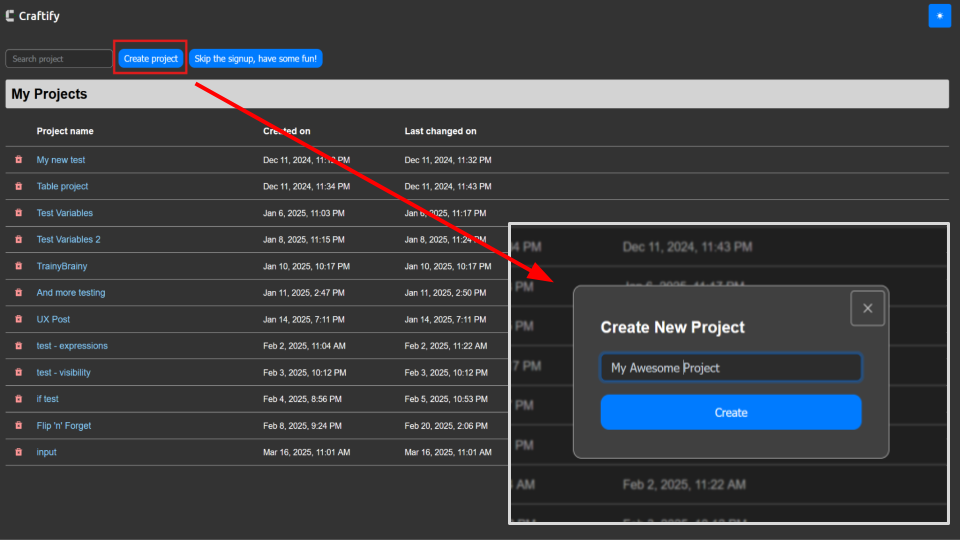 Craftify
Search project Create project Skip the signup, have some fun!
My Projects
Project name Created on Last changed on
My new test Dec 11, 2024, 11:13 PM Dec 11, 2024, 11:32 PM
Table project Dec 11, 2024, 11:34 PM Dec 11, 2024, 11:43 PM
Test Variables Jan 6, 2025, 11:03 PM Jan 6, 2025, 11:17 PM
Test Variables 2 Jan 8, 2025, 11:15 PM Jan 8, 2025, 11:24 PM
TrainyBrainy Jan 10, 2025, 10:17 PM Jan 10, 2025, 10:17 PM
And more testing Jan 11, 2025, 2:47 PM Jan 11, 2025, 2:50 PM
UX Post Jan 14, 2025, 7:11 PM Jan 14, 2025, 7:11 PM
test - expressions Feb 2, 2025, 11:04 AM Feb 2, 2025, 11:22 AM
test - visibility Feb 3, 2025, 10:12 PM Feb 3, 2025, 10:12 PM
if test Feb 4, 2025, 8:56 PM Feb 5, 2025, 10:53 PM
Flip 'n' Forget Feb 8, 2025, 9:24 PM Feb 20, 2025, 2:06 PM
input Mar 16, 2025, 11:01 AM Mar 16, 2025, 11:01 AM
04 PM Dec 11, 2024, 11:43 PM
PM Jan 6, 2025, 11:17 PM
PM
Create New Project
7 PM
My Awesome Project
PM
Create
PM
AM Feb 2, 2025, 11:22 AM